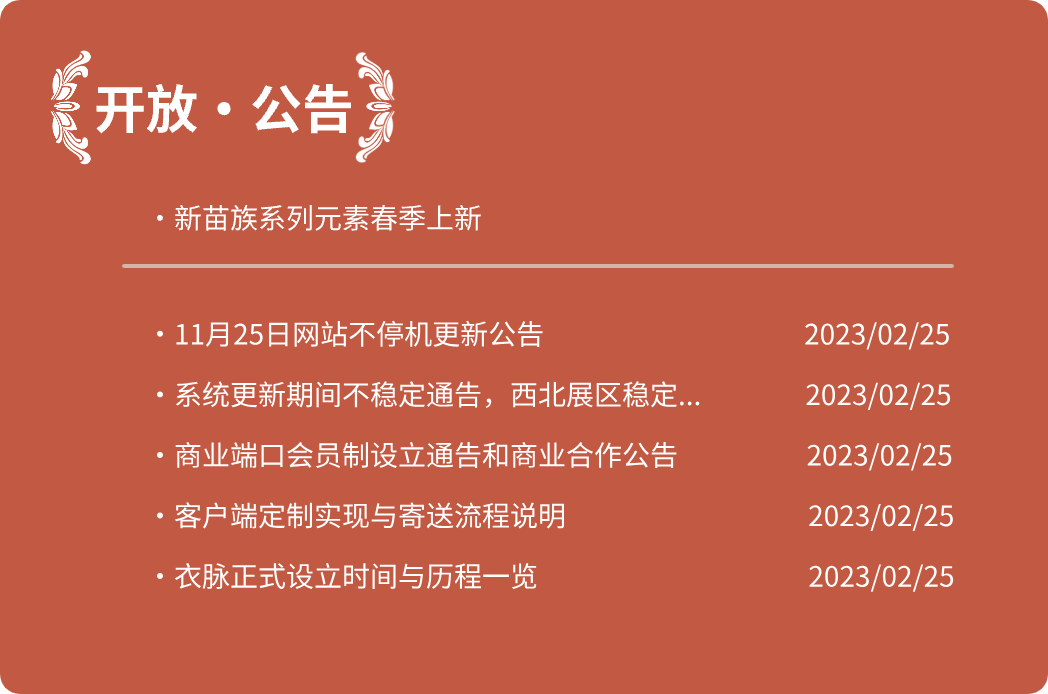 开放·公告
·新苗族系列元素春季上新
·11月25日网站不停机更新公告 2023/02/25
·系统更新期间不稳定通告，西北展区稳定... 2023/02/25
·商业端口会员制设立通告和商业合作公告 2023/02/25
·客户端定制实现与寄送流程说明 2023/02/25
·衣脉正式设立时间与历程一览 2023/02/25